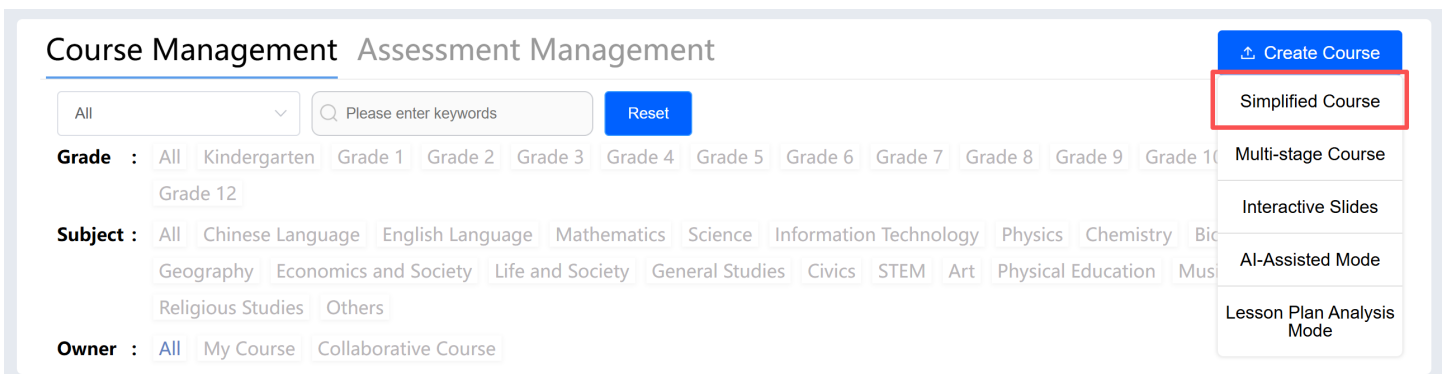 Course Management Assessment Management
Create Course
All
Please enter keywords
Reset
Simplified Course
Multi-stage Course
Interactive Slides
AI-Assisted Mode
Lesson Plan Analysis
Mode
Grade : All Kindergarten Grade 1 Grade 2 Grade 3 Grade 4 Grade 5 Grade 6 Grade 7 Grade 8 Grade 9 Grade 10
Grade 12
Subject : All Chinese Language English Language Mathematics Science Information Technology Physics Chemistry
Geography Economics and Society Life and Society General Studies Civics STEM Art Physical Education
Religious Studies Others
Owner : All My Course Collaborative Course